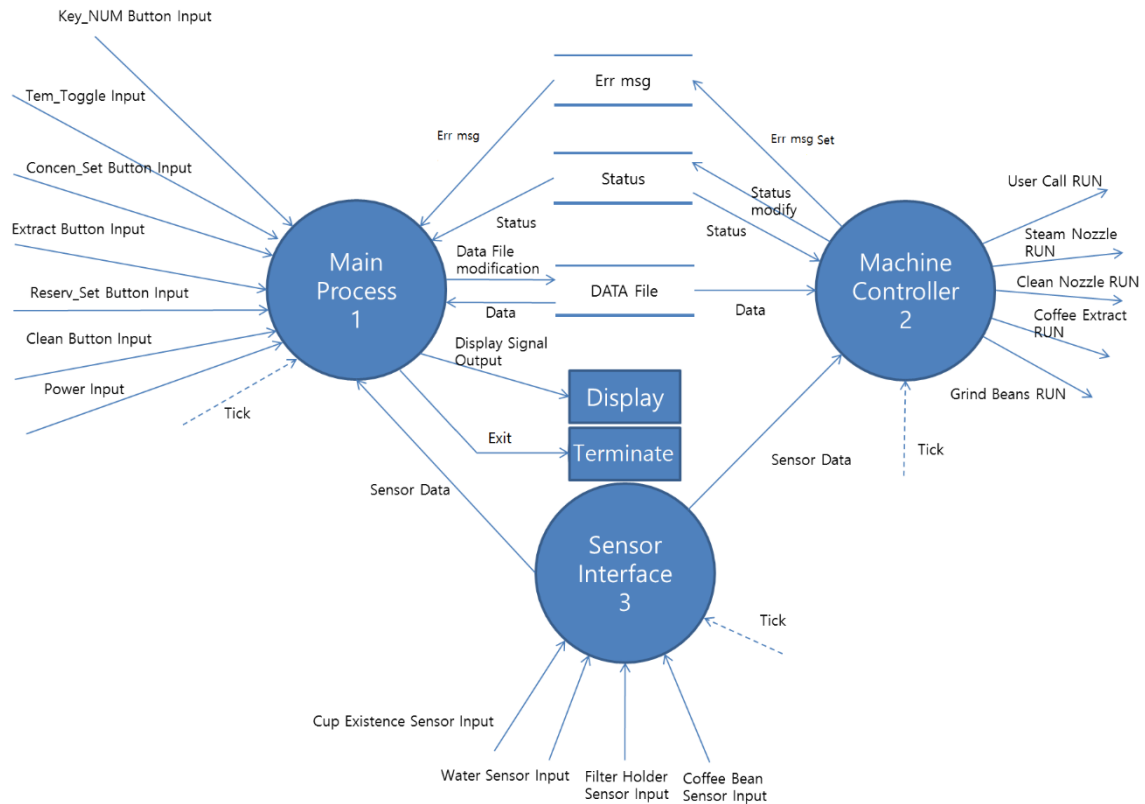 Key_NUM Button Input
Tem_Toggle Input
Concen_Set Button Input
Extract Button Input
Reserv_Set Button Input
Clean Button Input
Power Input
Tick
Main
Process
1
Err msg
Err msg
Err msg Set
Status
Status
Status
modify
Status
Data File
modification
DATA File
Data
Data
Display Signal
Output
Display
Exit
Terminate
Machine
Controller
2
User Call RUN
Steam Nozzle
RUN
Clean Nozzle RUN
Coffee Extract
RUN
Grind Beans RUN
Tick
Sensor Data
Sensor Data
Sensor
Interface
3
Tick
Cup Existence Sensor Input
Water Sensor Input
Filter Holder
Sensor Input
Coffee Bean
Sensor Input